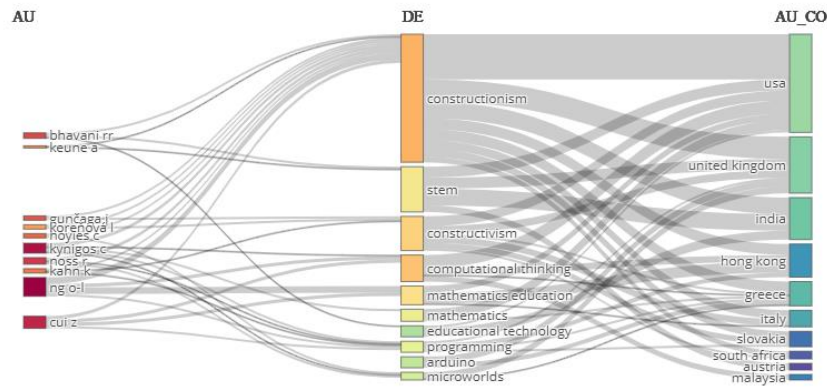 AU DE AU_CO
bhavani rr
keune a
gunčaga j
korenova l
hoyles c
kynigos c
noss r
kahn k
ng o-l
cui z
constructionism
stem
constructivism
computational thinking
mathematics education
mathematics
educational technology
programming
arduino
microworlds
usa
united kingdom
india
hong kong
greece
italy
slovakia
south africa
austria
malaysia